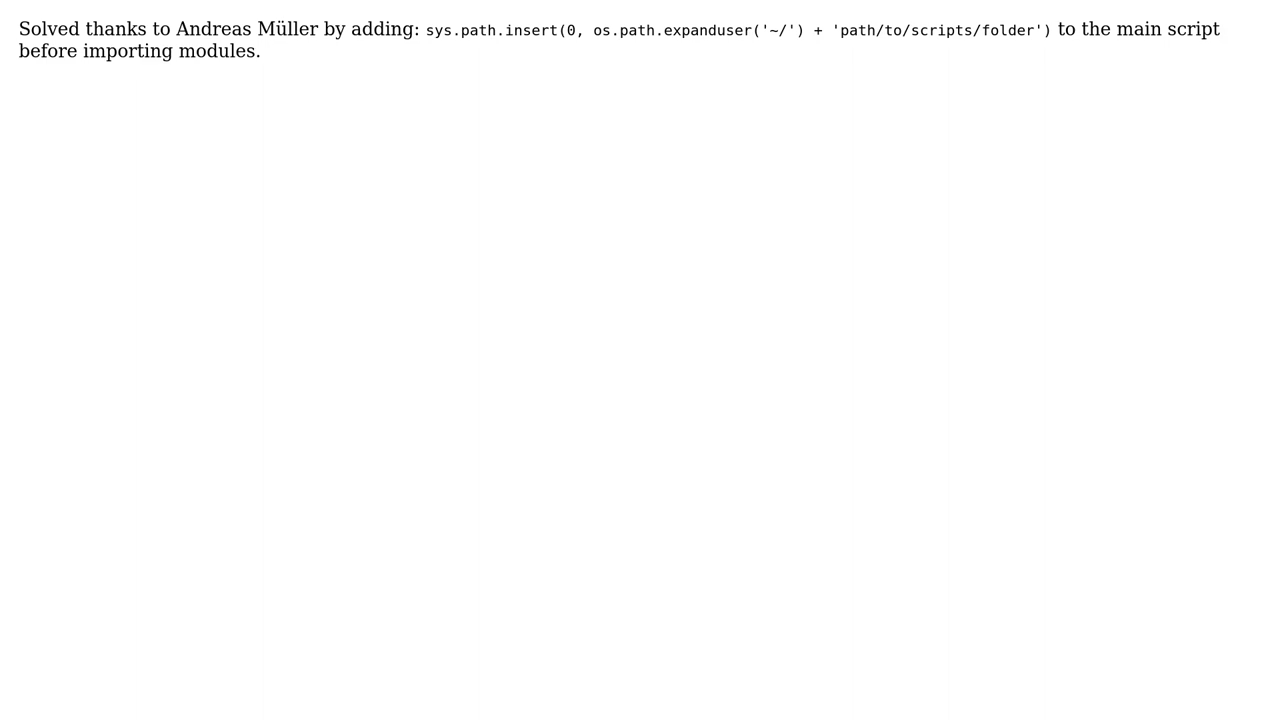 Solved thanks to Andreas Müller by adding: sys.path.insert(0, os.path.expanduser('~/') + 'path/to/scripts/folder') to the main script
before importing modules.